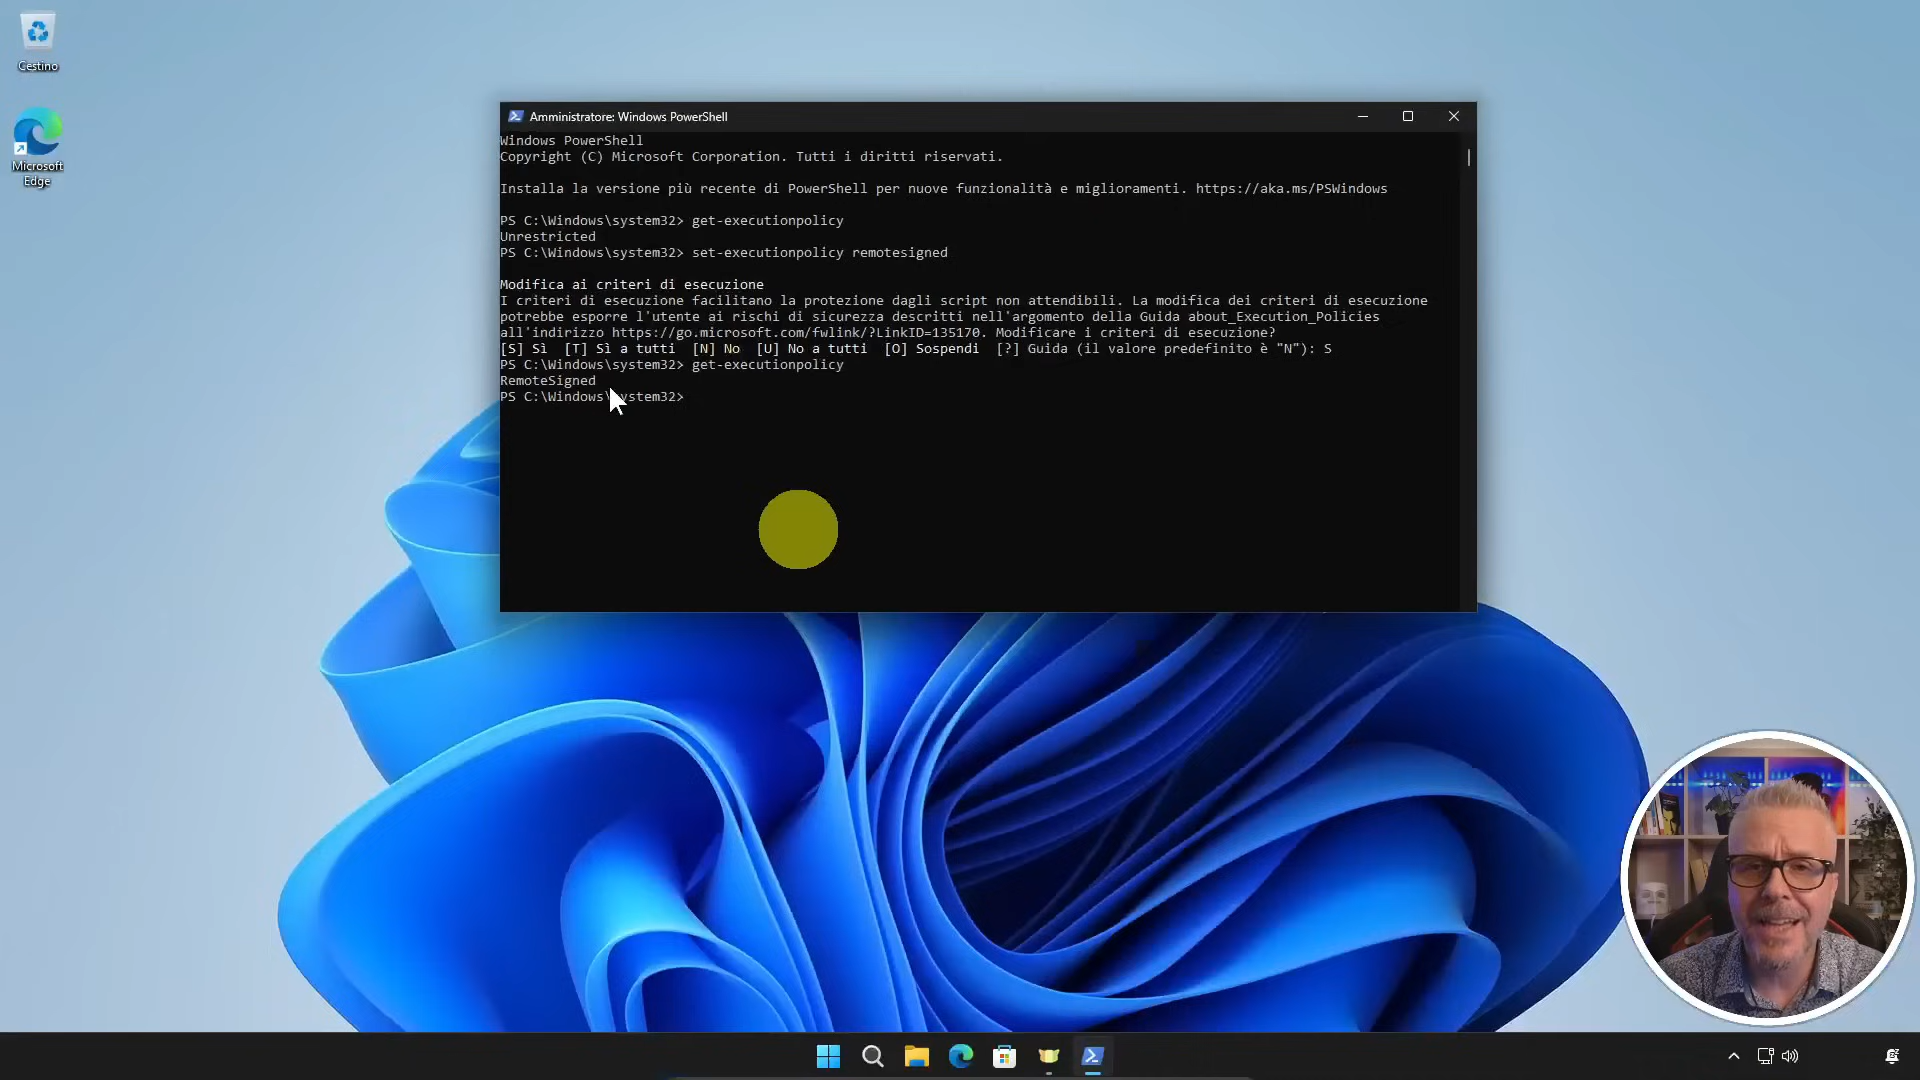 Cestino
Microsoft
Edge
Amministratore: Windows PowerShell
Windows PowerShell
Copyright (C) Microsoft Corporation. Tutti i diritti riservati.
Installa la versione più recente di PowerShell per nuove funzionalità e miglioramenti. https://aka.ms/PSWindows
PS C:\Windows\system32> get-executionpolicy
Unrestricted
PS C:\Windows\system32> set-executionpolicy remotesigned
Modifica ai criteri di esecuzione
I criteri di esecuzione facilitano la protezione dagli script non attendibili. La modifica dei criteri di esecuzione
potrebbe esporre l'utente ai rischi di sicurezza descritti nell'argomento della Guida about_Execution_Policies
all'indirizzo https://go.microsoft.com/fwlink/?LinkID=135170. Modificare i criteri di esecuzione?
[S] Sì  [T] Sì a tutti  [N] No  [U] No a tutti  [O] Sospendi  [?] Guida (il valore predefinito è "N"): S
PS C:\Windows\system32> get-executionpolicy
RemoteSigned
PS C:\Windows\system32>